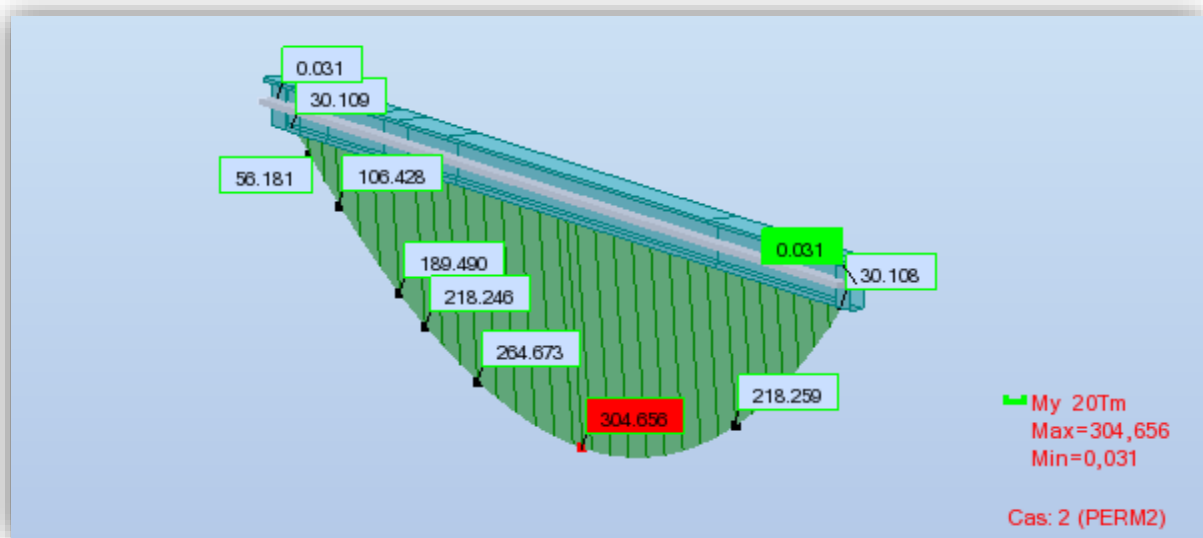 0.031
30.109
56.181
106.428
189.490
218.246
264.673
304.656
0.031
30.108
218.259
My 20Tm
Max=304,656
Min=0,031
Cas: 2 (PERM2)